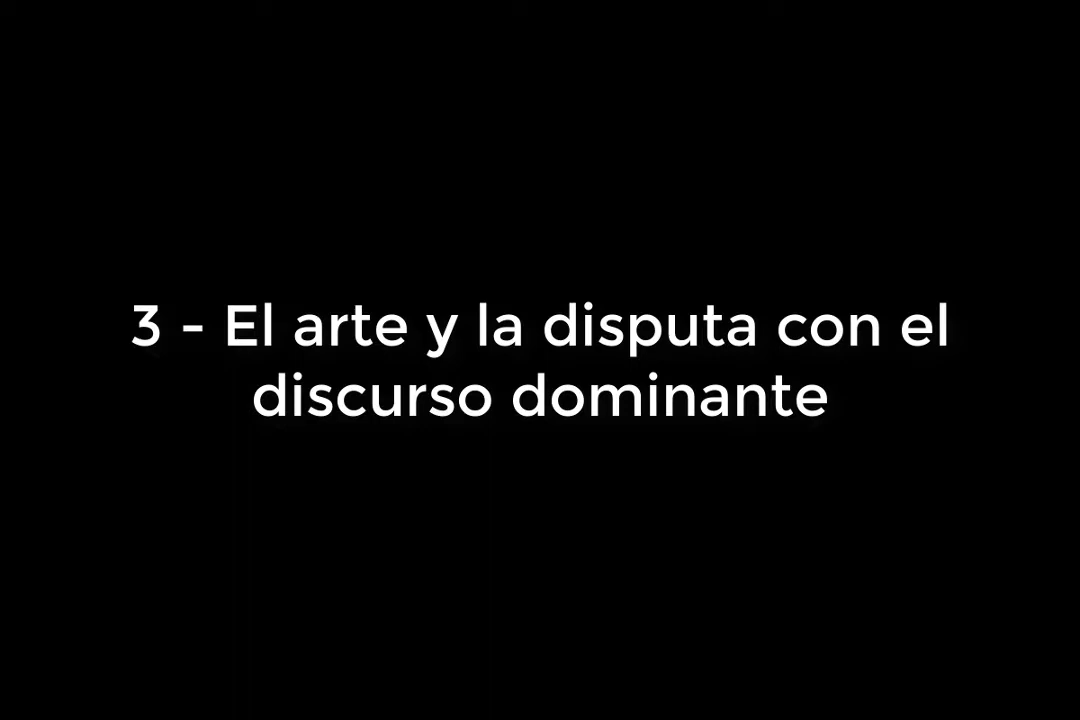 3 - El arte y la disputa con el
discurso dominante